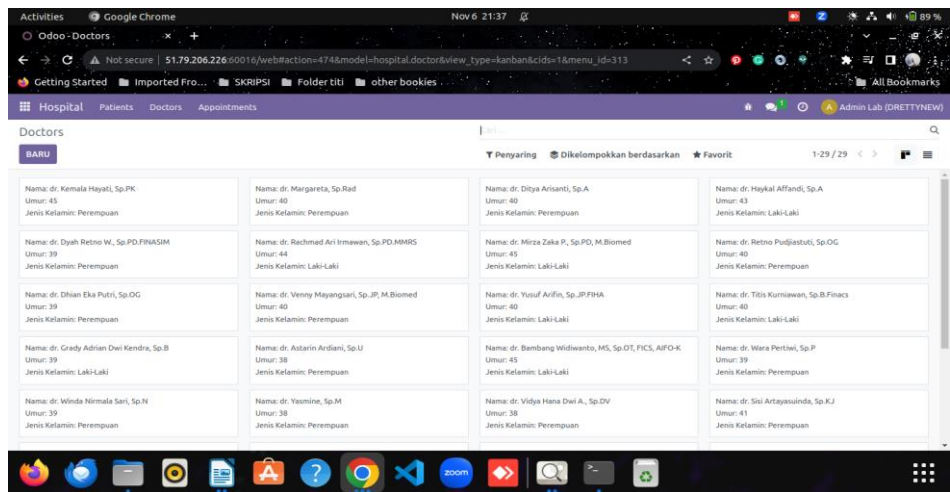 Activities Google Chrome Nov 6 21:37 89 %
Odoo - Doctors
Not secure 51.79.206.226:60016/web#action=474&model=hospital.doctor&view_type=kanban&cids=1&menu_id=313
Getting Started Imported Fro... SKRIPSI Folder titi other bookies All Bookmarks
Hospital Patients Doctors Appointments 1 A Admin Lab (DRETTYNEW)
Doctors Cari...
BARU Penyaring Dikelompokkan berdasarkan Favorit 1-29 / 29
Nama: dr. Kemala Hayati, Sp.PK
Umur: 45
Jenis Kelamin: Perempuan
Nama: dr. Margareta, Sp.Rad
Umur: 40
Jenis Kelamin: Perempuan
Nama: dr. Ditya Arisanti, Sp.A
Umur: 40
Jenis Kelamin: Perempuan
Nama: dr. Haykal Affandi, Sp.A
Umur: 43
Jenis Kelamin: Laki-Laki
Nama: dr. Dyah Retno W., Sp.PD.FINASIM
Umur: 39
Jenis Kelamin: Perempuan
Nama: dr. Rachmad Ari Irmawan, Sp.PD.MMRS
Umur: 44
Jenis Kelamin: Laki-Laki
Nama: dr. Mirza Zaka P., Sp.PD, M.Biomed
Umur: 45
Jenis Kelamin: Laki-Laki
Nama: dr. Retno Pudjiastuti, Sp.OG
Umur: 40
Jenis Kelamin: Perempuan
Nama: dr. Dhian Eka Putri, Sp.OG
Umur: 39
Jenis Kelamin: Perempuan
Nama: dr. Venny Mayangsari, Sp.JP, M.Biomed
Umur: 40
Jenis Kelamin: Perempuan
Nama: dr. Yusuf Arifin, Sp.JP.FIHA
Umur: 40
Jenis Kelamin: Laki-Laki
Nama: dr. Titis Kurniawan, Sp.B.Finacs
Umur: 40
Jenis Kelamin: Laki-Laki
Nama: dr. Grady Adrian Dwi Kendra, Sp.B
Umur: 39
Jenis Kelamin: Laki-Laki
Nama: dr. Astarin Ardiani, Sp.U
Umur: 38
Jenis Kelamin: Perempuan
Nama: dr. Bambang Widiwanto, MS, Sp.OT, FICS, AIFO-K
Umur: 45
Jenis Kelamin: Laki-Laki
Nama: dr. Wara Pertiwi, Sp.P
Umur: 39
Jenis Kelamin: Perempuan
Nama: dr. Winda Nirmala Sari, Sp.N
Umur: 39
Jenis Kelamin: Perempuan
Nama: dr. Yasmine, Sp.M
Umur: 38
Jenis Kelamin: Perempuan
Nama: dr. Vidya Hana Dwi A., Sp.DV
Umur: 38
Jenis Kelamin: Perempuan
Nama: dr. Sisi Artayasuinda, Sp.KJ
Umur: 41
Jenis Kelamin: Perempuan
zoom